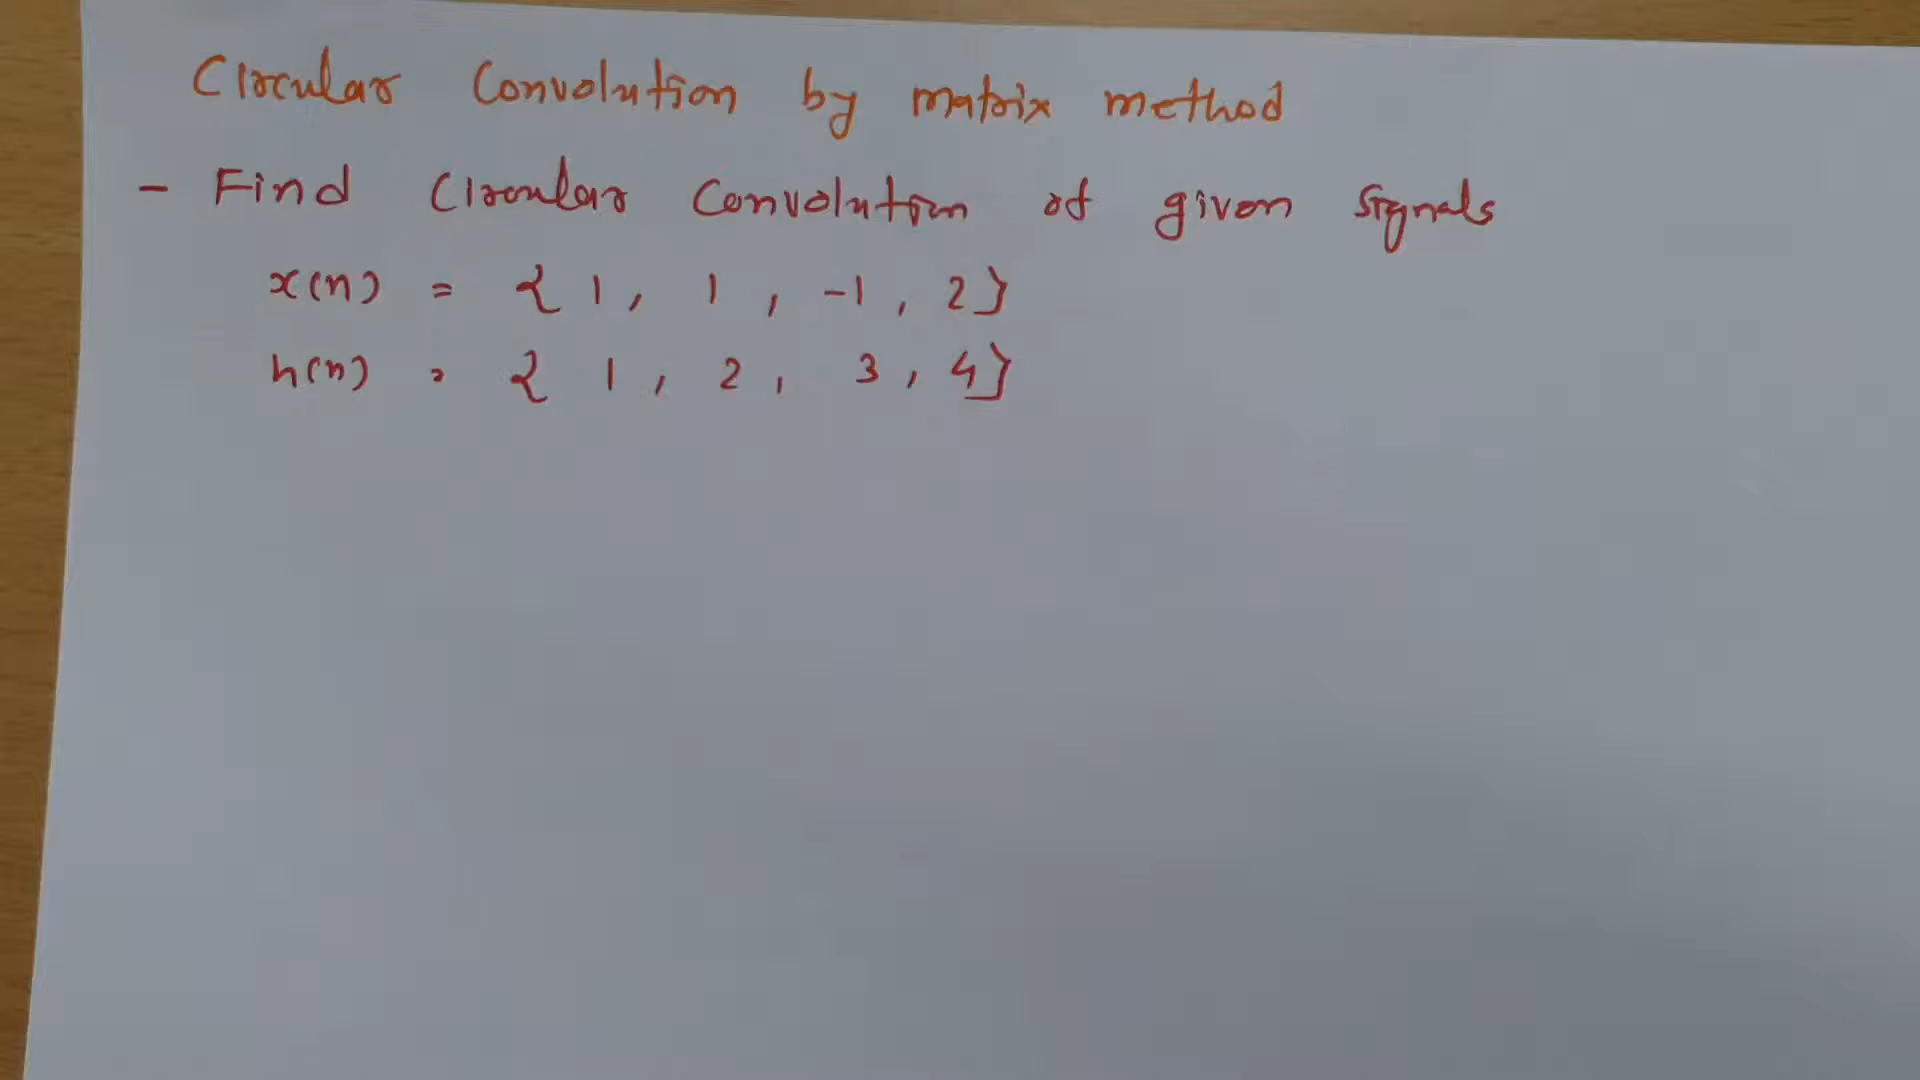 Circular Convolution by matrix method
- Find Circular Convolution of given signals
x(n) = { 1, 1, -1, 2}
h(n) = { 1, 2, 3, 4}